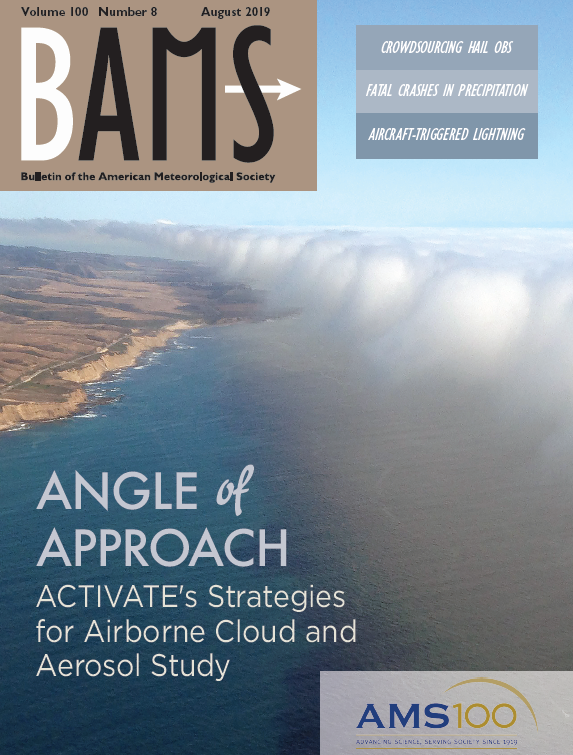 Volume 100 Number 8 August 2019
BAMS
Bulletin of the American Meteorological Society
CROWDSOURCING HAIL OBS
FATAL CRASHES IN PRECIPITATION
AIRCRAFT-TRIGGERED LIGHTNING
ANGLE of
APPROACH
ACTIVATE's Strategies
for Airborne Cloud and
Aerosol Study
AMS100
ADVANCING SCIENCE, SERVING SOCIETY SINCE 1919